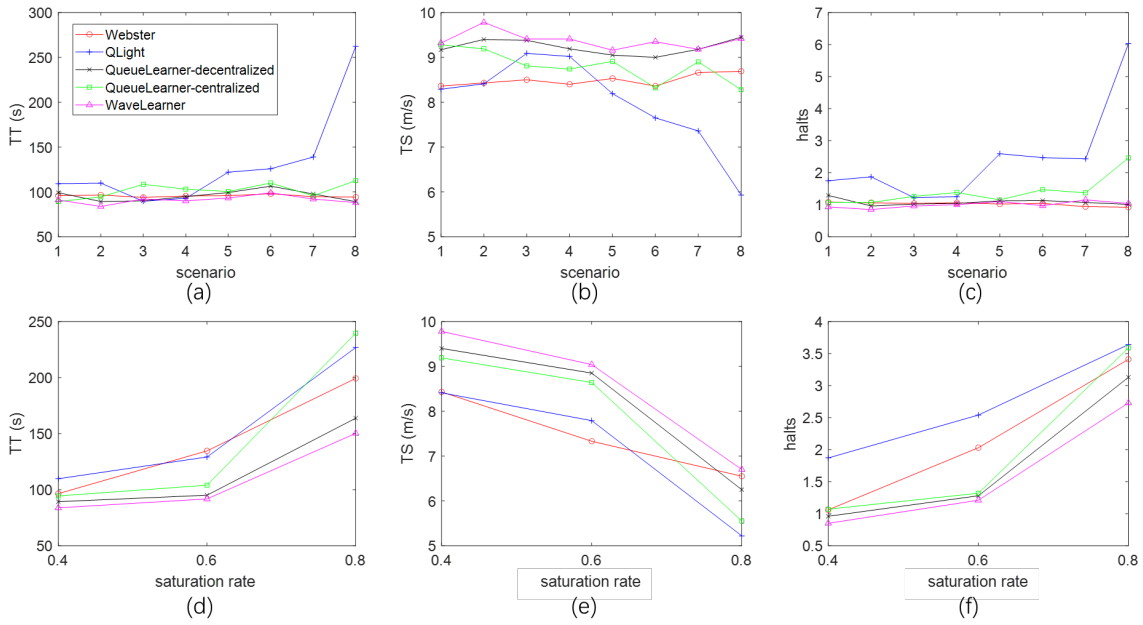 300
250
200
150
100
50
TT (s)
Webster
QLight
QueueLearner-decentralized
QueueLearner-centralized
WaveLearner
1 2 3 4 5 6 7 8
scenario
(a)
10
9
8
7
6
5
TS (m/s)
1 2 3 4 5 6 7 8
scenario
(b)
7
6
5
4
3
2
1
0
halts
1 2 3 4 5 6 7 8
scenario
(c)
250
200
150
100
50
TT (s)
0.4 0.6 0.8
saturation rate
(d)
10
9
8
7
6
5
TS (m/s)
0.4 0.6 0.8
saturation rate
(e)
4
3.5
3
2.5
2
1.5
1
0.5
halts
0.4 0.6 0.8
saturation rate
(f)